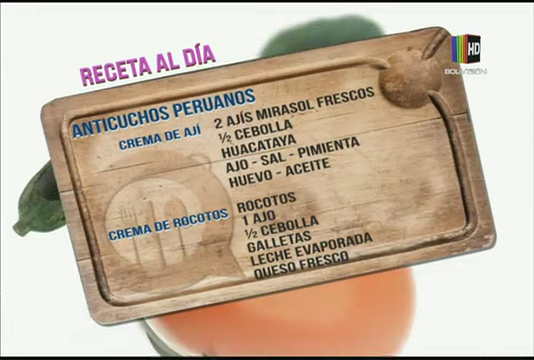 RECETA AL DÍA
HD
BOLIVISIÓN
ANTICUCHOS PERUANOS
CREMA DE AJÍ
2 AJÍS MIRASOL FRESCOS
½ CEBOLLA
HUACATAYA
AJO - SAL - PIMIENTA
HUEVO - ACEITE
CREMA DE ROCOTOS
ROCOTOS
1 AJO
½ CEBOLLA
GALLETAS
LECHE EVAPORADA
QUESO FRESCO